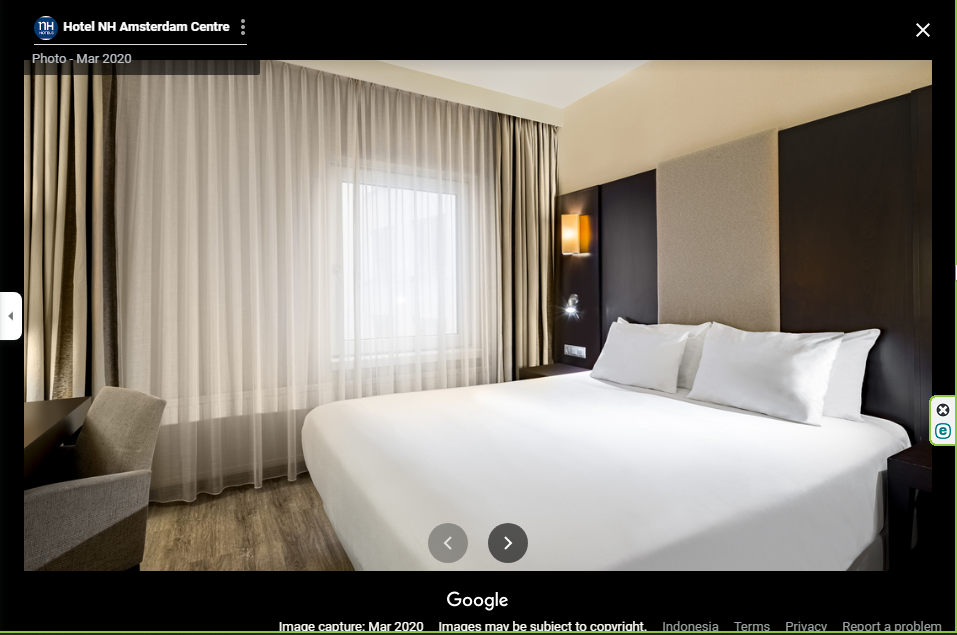 nH
HOTELS
Hotel NH Amsterdam Centre
Photo - Mar 2020
e
Google
Image capture: Mar 2020 Images may be subject to copyright. Indonesia Terms Privacy Report a problem